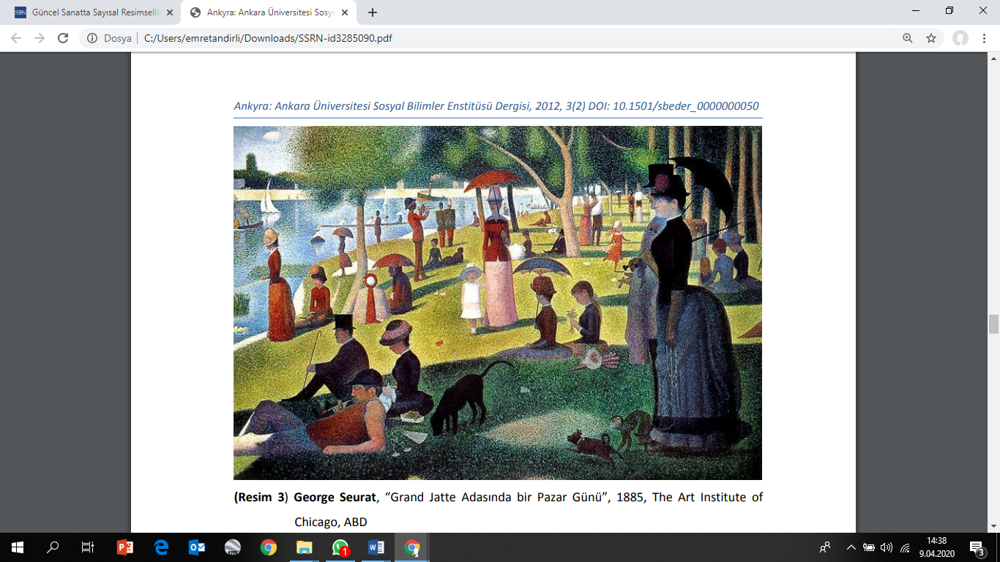 Güncel Sanatta Sayısal Resimselli
Ankyra: Ankara Üniversitesi Sosya
Dosya
C:/Users/emretandirli/Downloads/SSRN-id3285090.pdf
Ankyra: Ankara Üniversitesi Sosyal Bilimler Enstitüsü Dergisi, 2012, 3(2) DOI: 10.1501/sbeder_0000000050
(Resim 3) George Seurat, “Grand Jatte Adasında bir Pazar Günü”, 1885, The Art Institute of
Chicago, ABD
14:38
9.04.2020
1
3